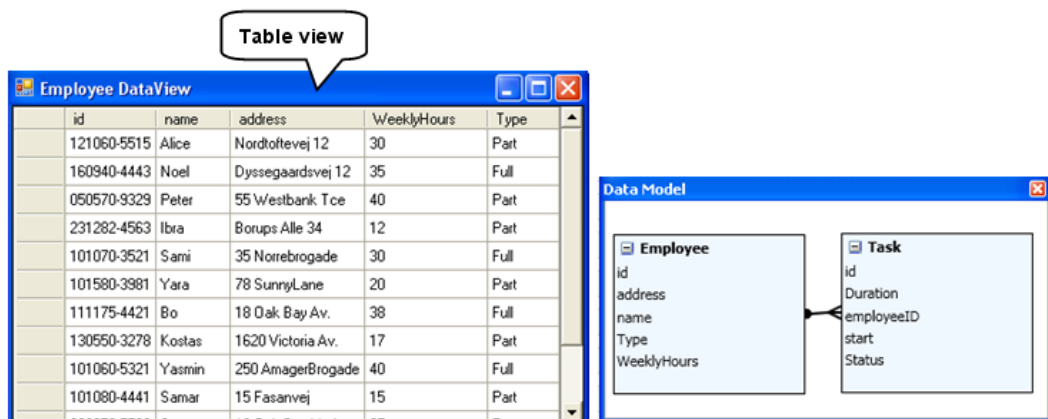 Table view
Employee DataView
id name address WeeklyHours Type
121060-5515 Alice Nordtoftevej 12 30 Part
160940-4443 Noel Dyssegaardsvej 12 35 Full
050570-9329 Peter 55 Westbank Tce 40 Part
231282-4563 Ibra Borups Alle 34 12 Part
101070-3521 Sami 35 Norrebrogade 30 Full
101580-3981 Yara 78 SunnyLane 20 Part
111175-4421 Bo 18 Oak Bay Av. 38 Full
130550-3278 Kostas 1620 Victoria Av. 17 Part
101060-5321 Yasmin 250 AmagerBrogade 40 Full
101080-4441 Samar 15 Fasanvej 15 Part
Data Model
Employee
id
address
name
Type
WeeklyHours
Task
id
Duration
employeeID
start
Status